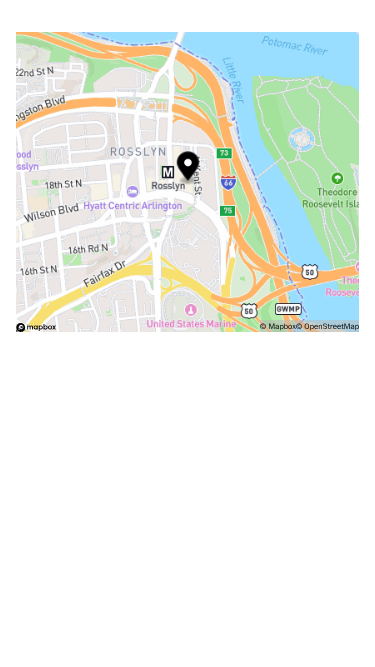 Potomac River
Little River
22nd St N
ngston Blvd
ROSSLYN
73
ood
sslyn
M
Rosslyn
Kent St
66
18th St N
Theodore
Roosevelt Isla
Hyatt Centric Arlington
Wilson Blvd
75
16th Rd N
16th St N
Fairfax Dr
50
Theo
Roosev
50
GWMP
United States Marine
mapbox
© Mapbox© OpenStreetMap